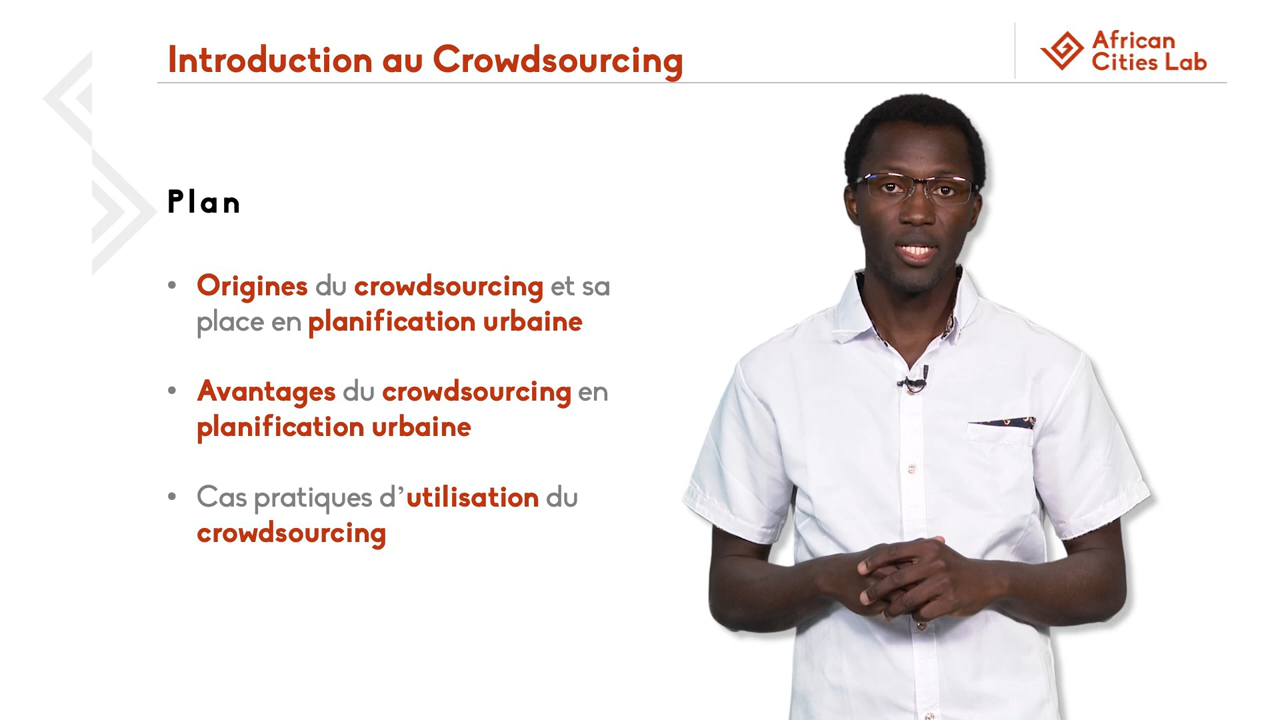 Introduction au Crowdsourcing
African
Cities Lab
Plan
• Origines du crowdsourcing et sa
place en planification urbaine
• Avantages du crowdsourcing en
planification urbaine
• Cas pratiques d’utilisation du
crowdsourcing